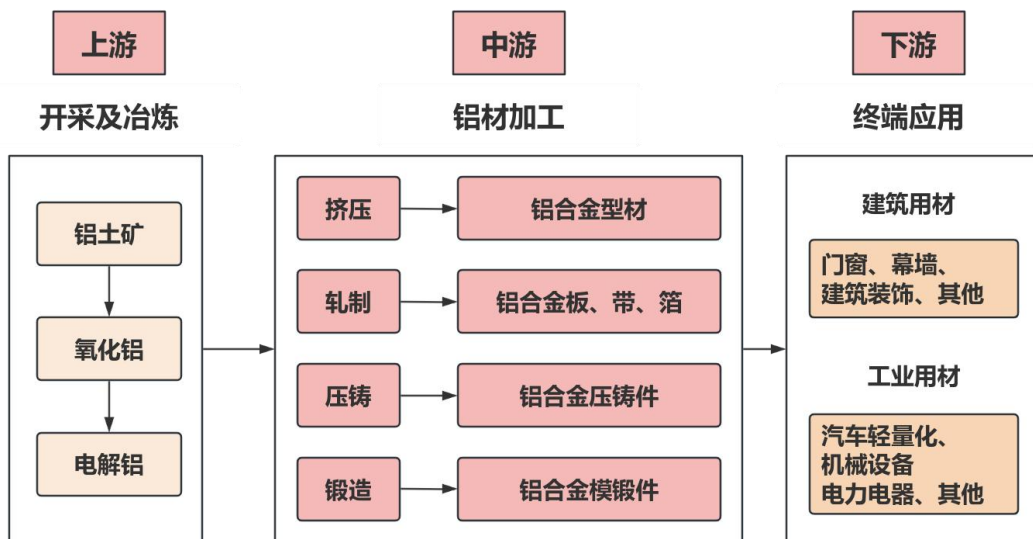 上游
中游
下游
开采及冶炼
铝材加工
终端应用
铝土矿
氧化铝
电解铝
挤压
铝合金型材
轧制
铝合金板、带、箔
压铸
铝合金压铸件
锻造
铝合金模锻件
建筑用材
门窗、幕墙、
建筑装饰、其他
工业用材
汽车轻量化、
机械设备
电力电器、其他